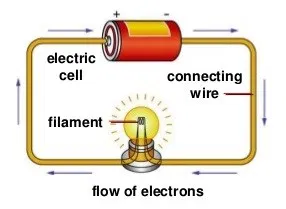 + -
electric
cell
connecting
wire
filament
flow of electrons